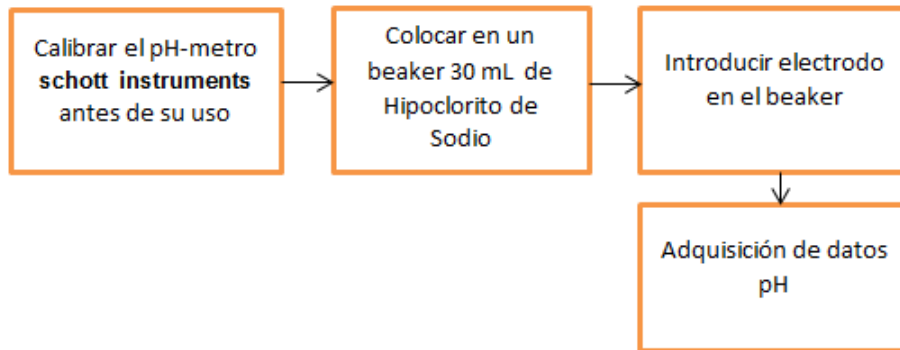 Calibrar el pH-metro
schott instruments
antes de su uso
Colocar en un
beaker 30 mL de
Hipoclorito de
Sodio
Introducir electrodo
en el beaker
Adquisición de datos
pH